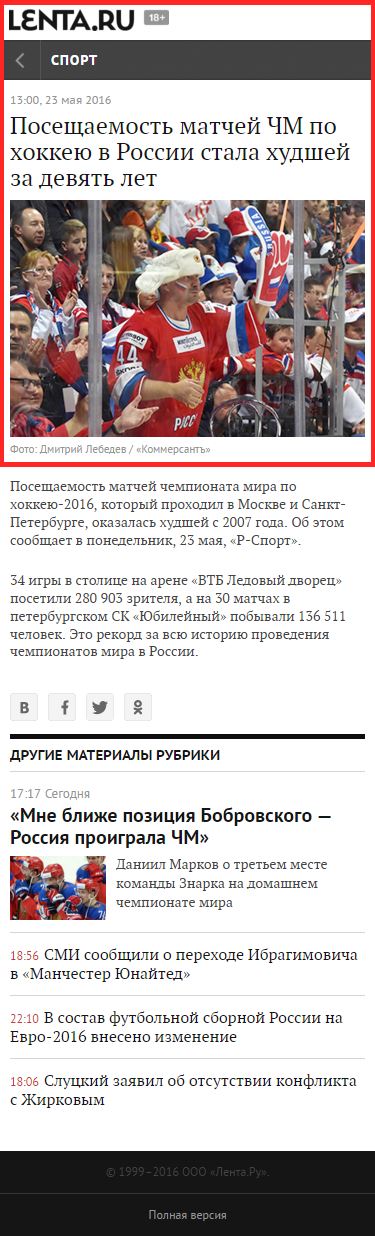 LENTA.RU 18+
СПОРТ
13:00, 23 мая 2016
Посещаемость матчей ЧМ по
хоккею в России стала худшей
за девять лет
RUSSIA
44
ŠKODA
РОССИЯ
Фото: Дмитрий Лебедев / «Коммерсантъ»
Посещаемость матчей чемпионата мира по
хоккею-2016, который проходил в Москве и Санкт-
Петербурге, оказалась худшей с 2007 года. Об этом
сообщает в понедельник, 23 мая, «Р-Спорт».
34 игры в столице на арене «ВТБ Ледовый дворец»
посетили 280 903 зрителя, а на 30 матчах в
петербургском СК «Юбилейный» побывали 136 511
человек. Это рекорд за всю историю проведения
чемпионатов мира в России.
ДРУГИЕ МАТЕРИАЛЫ РУБРИКИ
17:17 Сегодня
«Мне ближе позиция Бобровского —
Россия проиграла ЧМ»
Даниил Марков о третьем месте
команды Знарка на домашнем
чемпионате мира
18:56 СМИ сообщили о переходе Ибрагимовича
в «Манчестер Юнайтед»
22:10 В состав футбольной сборной России на
Евро-2016 внесено изменение
18:06 Слуцкий заявил об отсутствии конфликта
с Жирковым
© 1999–2016 ООО «Лента.Ру».
Полная версия